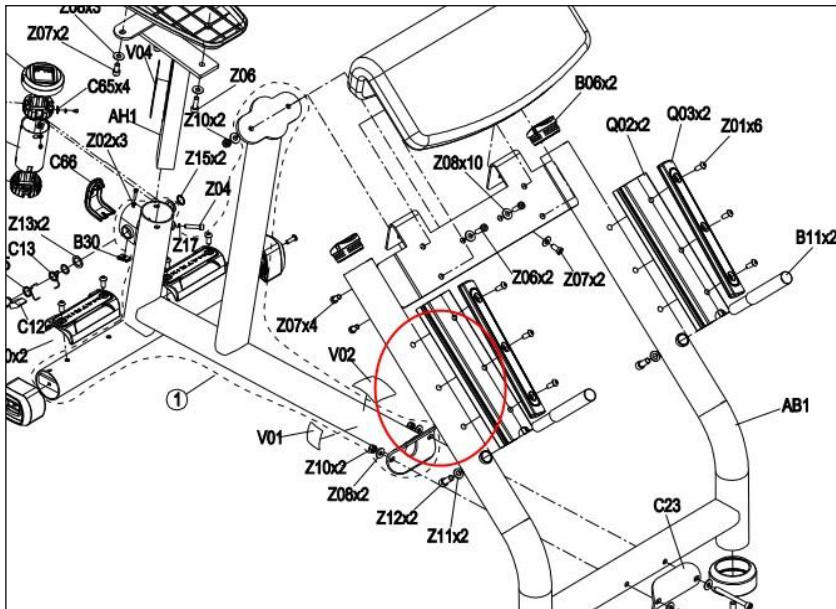 Z07x2
V04
C65x4
AH1
Z06
Z10x2
Z02x3
C66
Z15x2
Z04
Z13x2
C13
B30
Z17
C12
1
V01
V02
Z10x2
Z08x2
Z12x2
Z11x2
Z07x4
Z06x2
Z07x2
Z08x10
B06x2
Q02x2
Q03x2
Z01x6
B11x2
AB1
C23